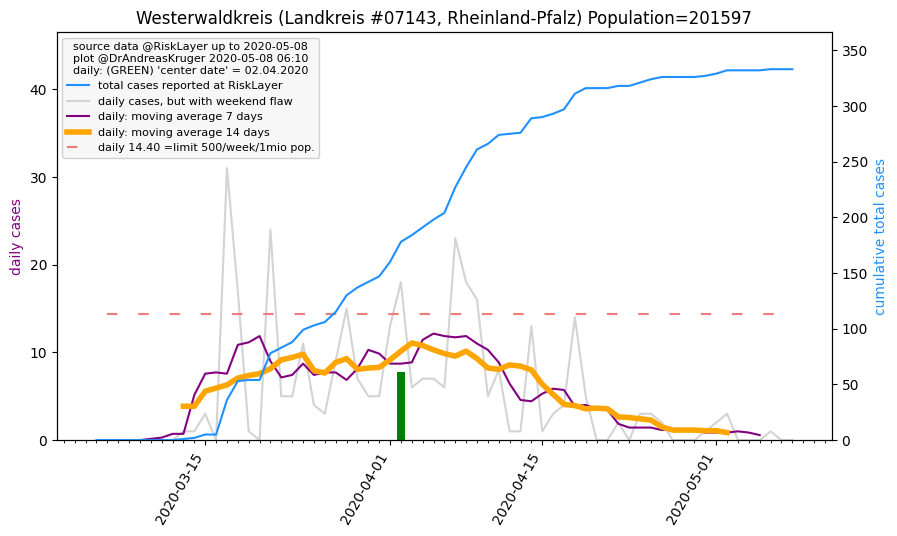 Westerwaldkreis (Landkreis #07143, Rheinland-Pfalz) Population=201597
source data @RiskLayer up to 2020-05-08
plot @DrAndreasKruger 2020-05-08 06:10
daily: (GREEN) 'center date' = 02.04.2020
total cases reported at RiskLayer
daily cases, but with weekend flaw
daily: moving average 7 days
daily: moving average 14 days
daily 14.40 =limit 500/week/1mio pop.
daily cases
40
30
20
10
0
cumulative total cases
350
300
250
200
150
100
50
0
2020-03-15
2020-04-01
2020-04-15
2020-05-01